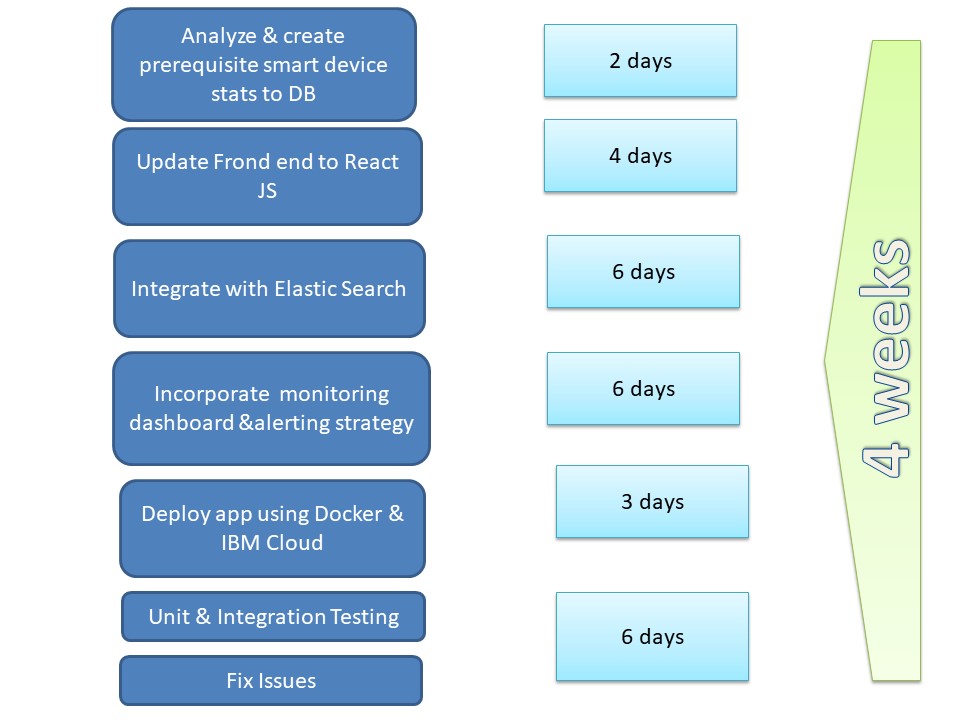 Analyze & create
prerequisite smart device
stats to DB
2 days
Update Frond end to React
JS
4 days
Integrate with Elastic Search
6 days
Incorporate  monitoring
dashboard &alerting strategy
6 days
Deploy app using Docker &
IBM Cloud
3 days
Unit & Integration Testing
Fix Issues
6 days
4 weeks